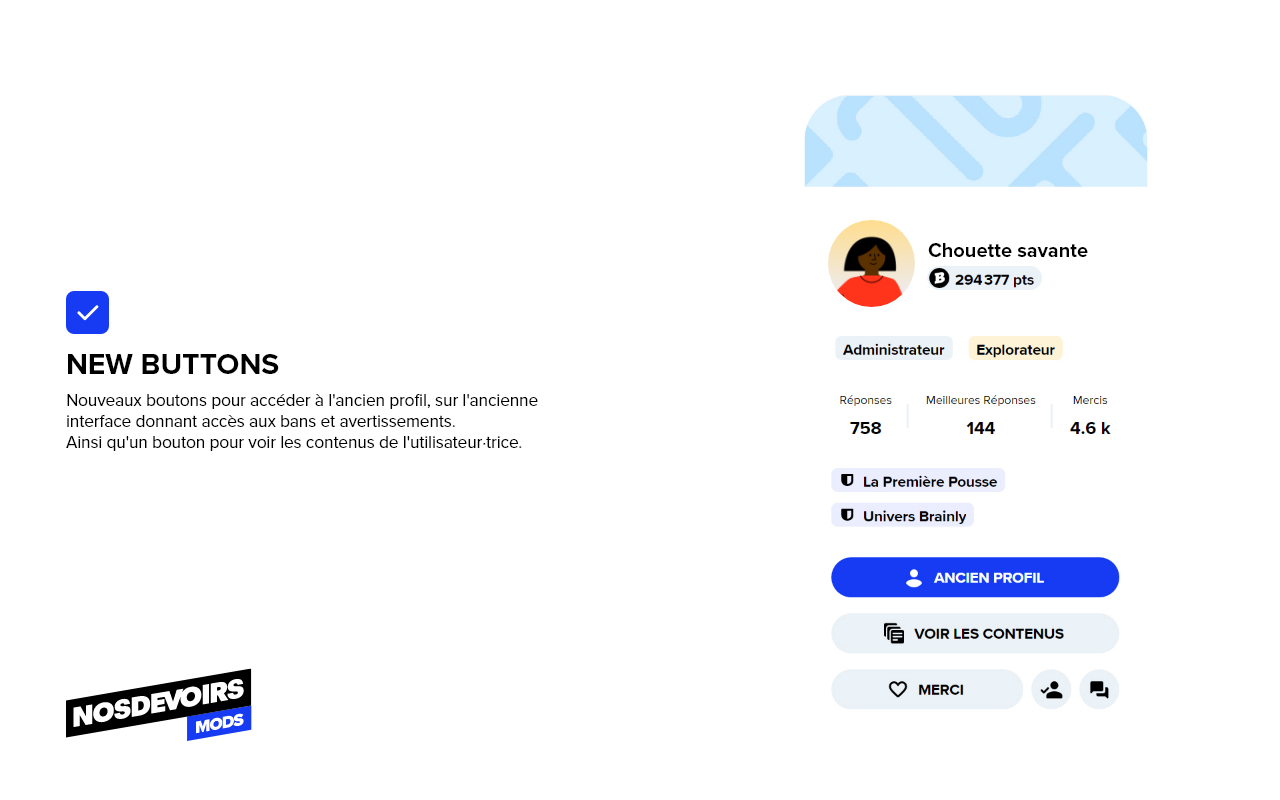 NEW BUTTONS
Nouveaux boutons pour accéder à l'ancien profil, sur l'ancienne
interface donnant accès aux bans et avertissements.
Ainsi qu'un bouton pour voir les contenus de l'utilisateur·trice.
NOSDEVOIRS
MODS
Chouette savante
B 294 377 pts
Administrateur Explorateur
Réponses Meilleures Réponses Mercis
758 144 4.6 k
La Première Pousse
Univers Brainly
ANCIEN PROFIL
VOIR LES CONTENUS
MERCI